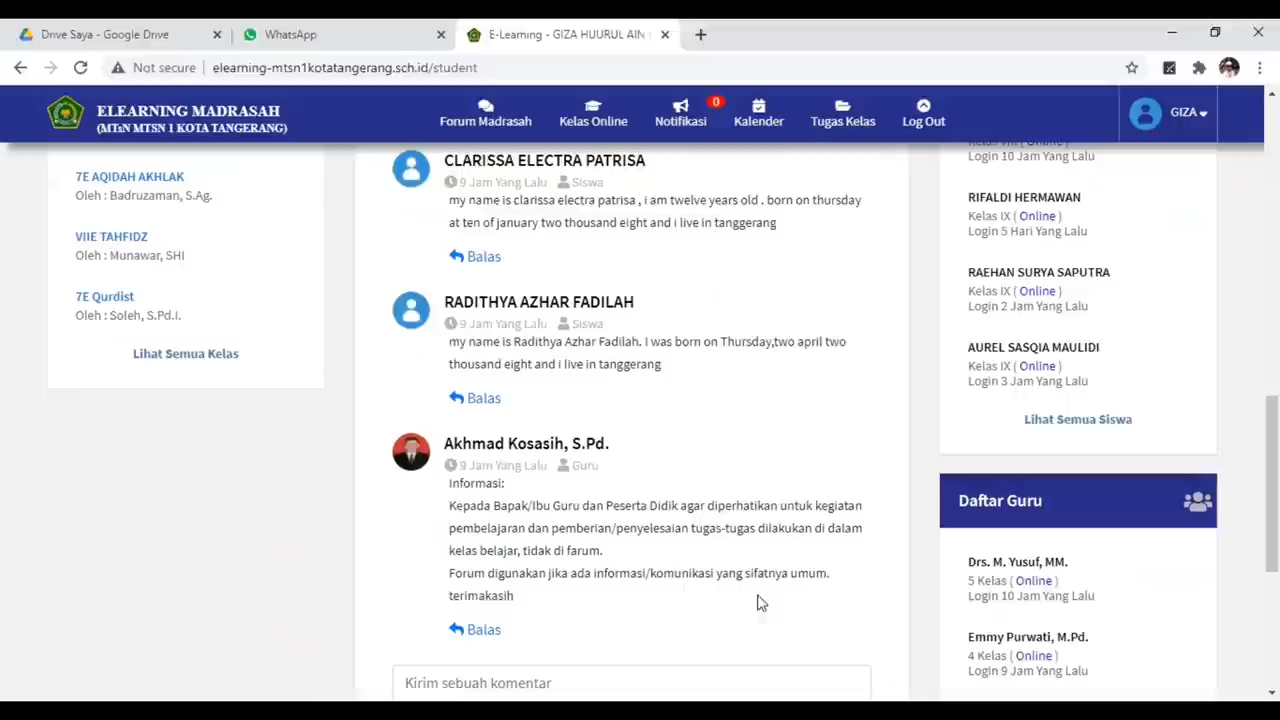 Drive Saya - Google Drive
WhatsApp
E-Learning - GIZA HUURUL AIN
Not secure
elearning-mtsn1kotatangerang.sch.id/student
ELEARNING MADRASAH
(MTsN MTSN 1 KOTA TANGERANG)
Forum Madrasah
Kelas Online
0
Notifikasi
Kalender
Tugas Kelas
Log Out
GIZA
7E AQIDAH AKHLAK
Oleh : Badruzaman, S.Ag.
VIIE TAHFIDZ
Oleh : Munawar, SHI
7E Qurdist
Oleh : Soleh, S.Pd.I.
Lihat Semua Kelas
CLARISSA ELECTRA PATRISA
9 Jam Yang Lalu Siswa
my name is clarissa electra patrisa , i am twelve years old . born on thursday
at ten of january two thousand eight and i live in tanggerang
Balas
RADITHYA AZHAR FADILAH
9 Jam Yang Lalu Siswa
my name is Radithya Azhar Fadilah. I was born on Thursday,two april two
thousand eight and i live in tanggerang
Balas
Akhmad Kosasih, S.Pd.
9 Jam Yang Lalu Guru
Informasi:
Kepada Bapak/Ibu Guru dan Peserta Didik agar diperhatikan untuk kegiatan
pembelajaran dan pemberian/penyelesaian tugas-tugas dilakukan di dalam
kelas belajar, tidak di farum.
Forum digunakan jika ada informasi/komunikasi yang sifatnya umum.
terimakasih
Balas
Kirim sebuah komentar
Login 10 Jam Yang Lalu
RIFALDI HERMAWAN
Kelas IX ( Online )
Login 5 Hari Yang Lalu
RAEHAN SURYA SAPUTRA
Kelas IX ( Online )
Login 2 Jam Yang Lalu
AUREL SASQIA MAULIDI
Kelas IX ( Online )
Login 3 Jam Yang Lalu
Lihat Semua Siswa
Daftar Guru
Drs. M. Yusuf, MM.
5 Kelas ( Online )
Login 10 Jam Yang Lalu
Emmy Purwati, M.Pd.
4 Kelas ( Online )
Login 9 Jam Yang Lalu